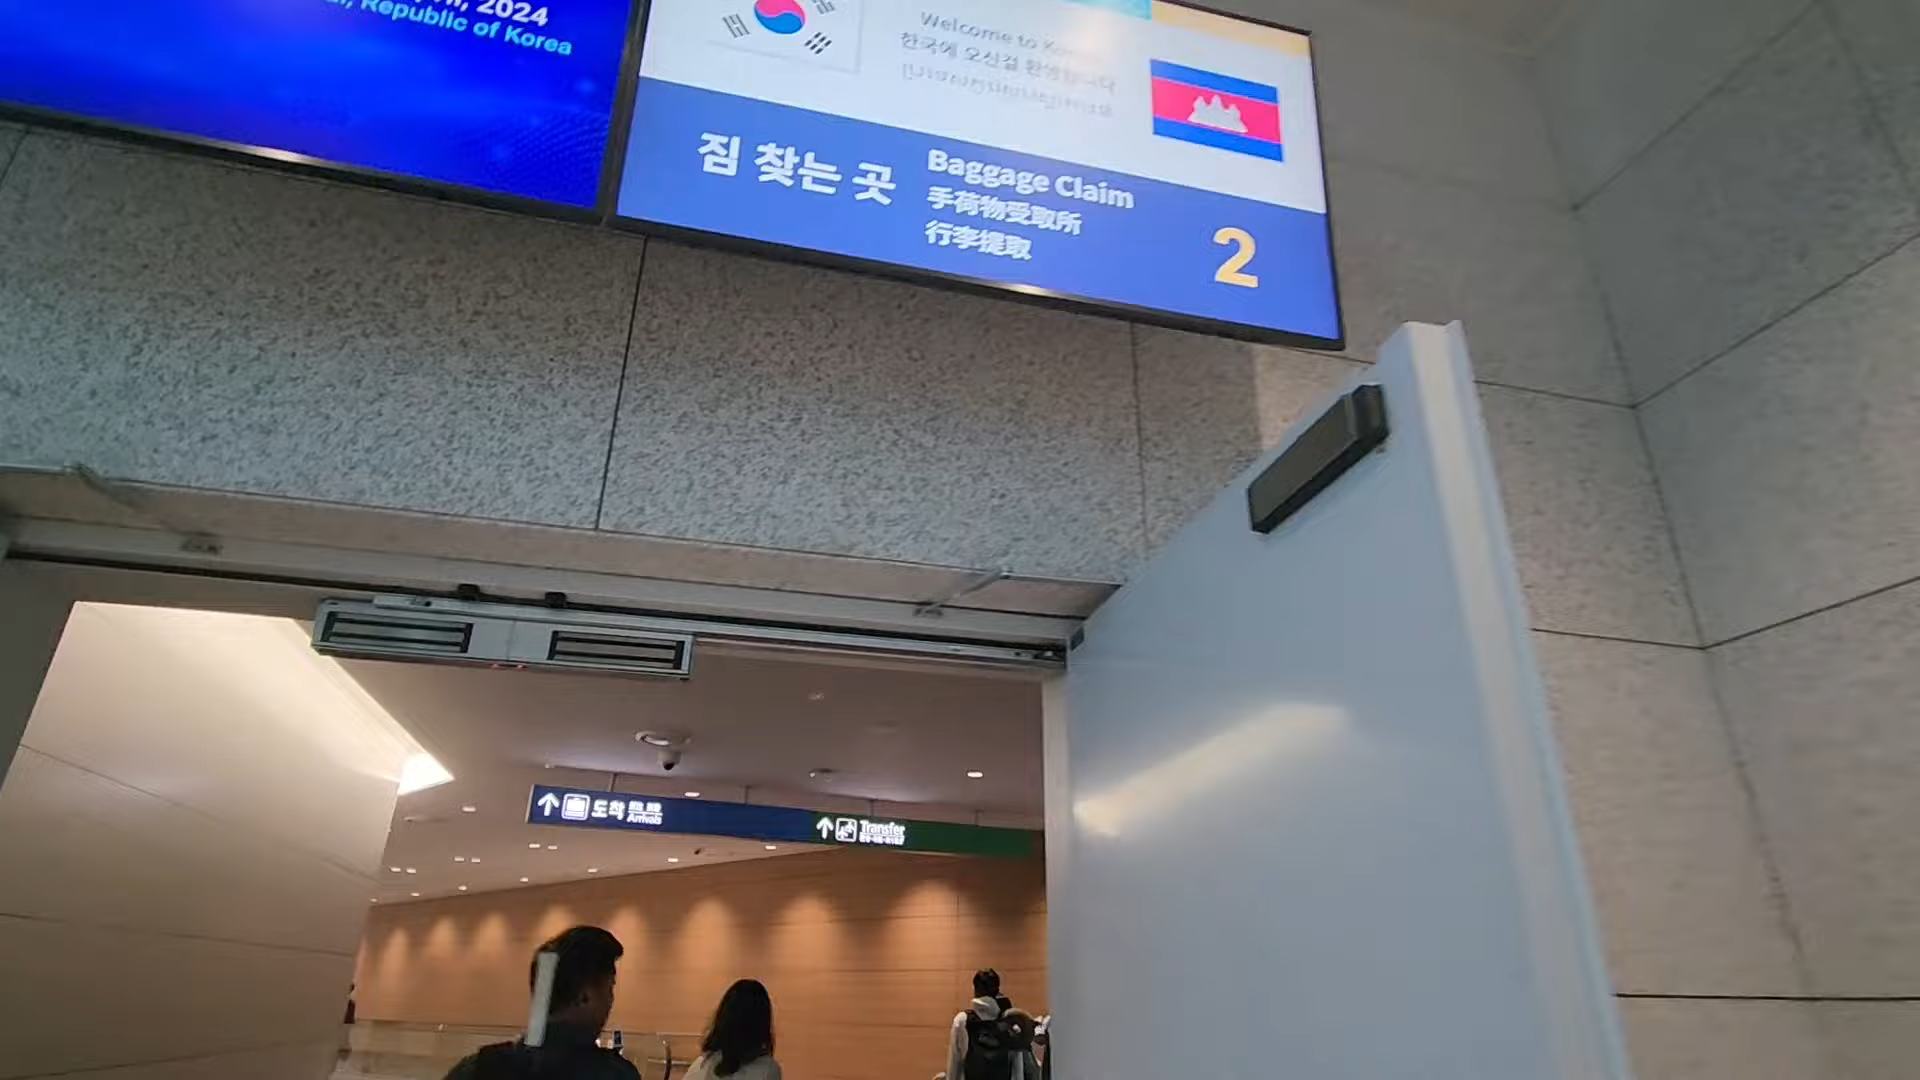 2024
Republic of Korea
Welcome to
한국에 오신걸 환영합니다
짐 찾는 곳
Baggage Claim
手荷物受取所
行李提取
2
도착
Arrivals
Transfer